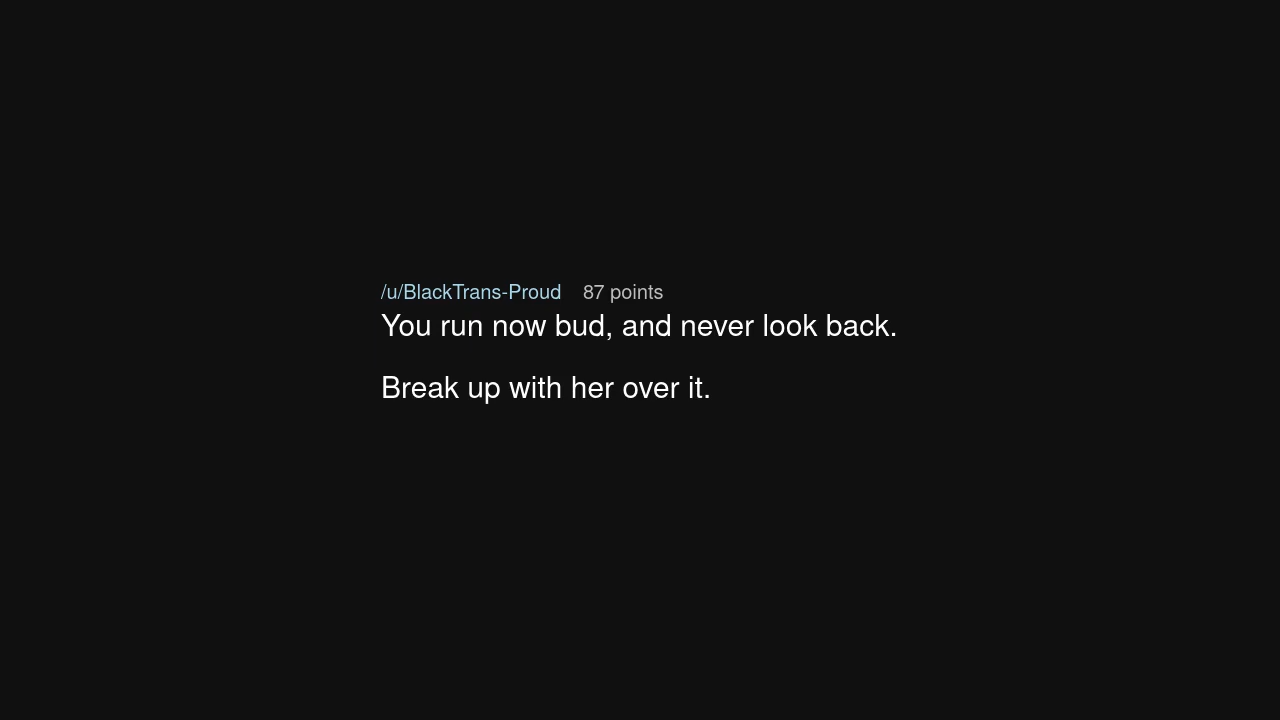 /u/BlackTrans-Proud 87 points
You run now bud, and never look back.
Break up with her over it.